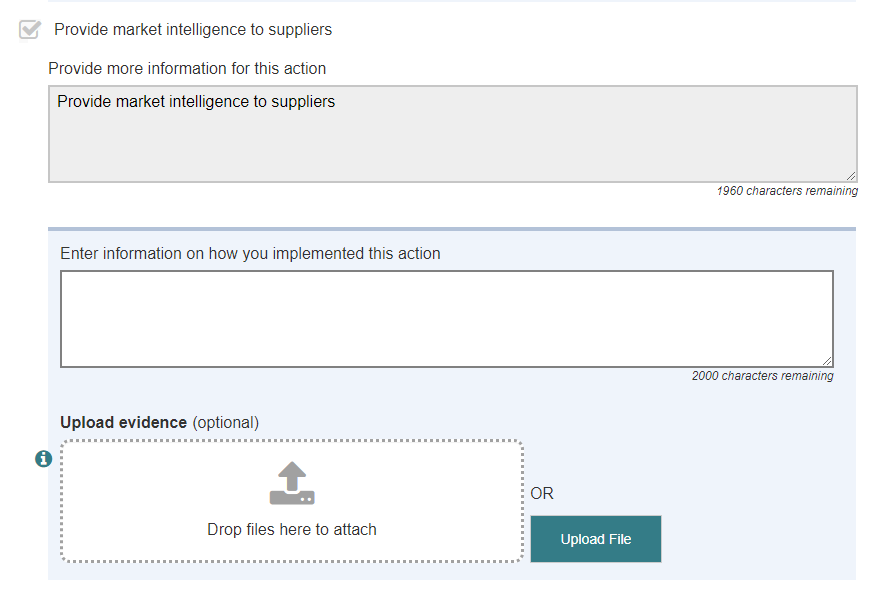 Provide market intelligence to suppliers
Provide more information for this action
Provide market intelligence to suppliers
1960 characters remaining
Enter information on how you implemented this action
2000 characters remaining
Upload evidence (optional)
Drop files here to attach
OR
Upload File